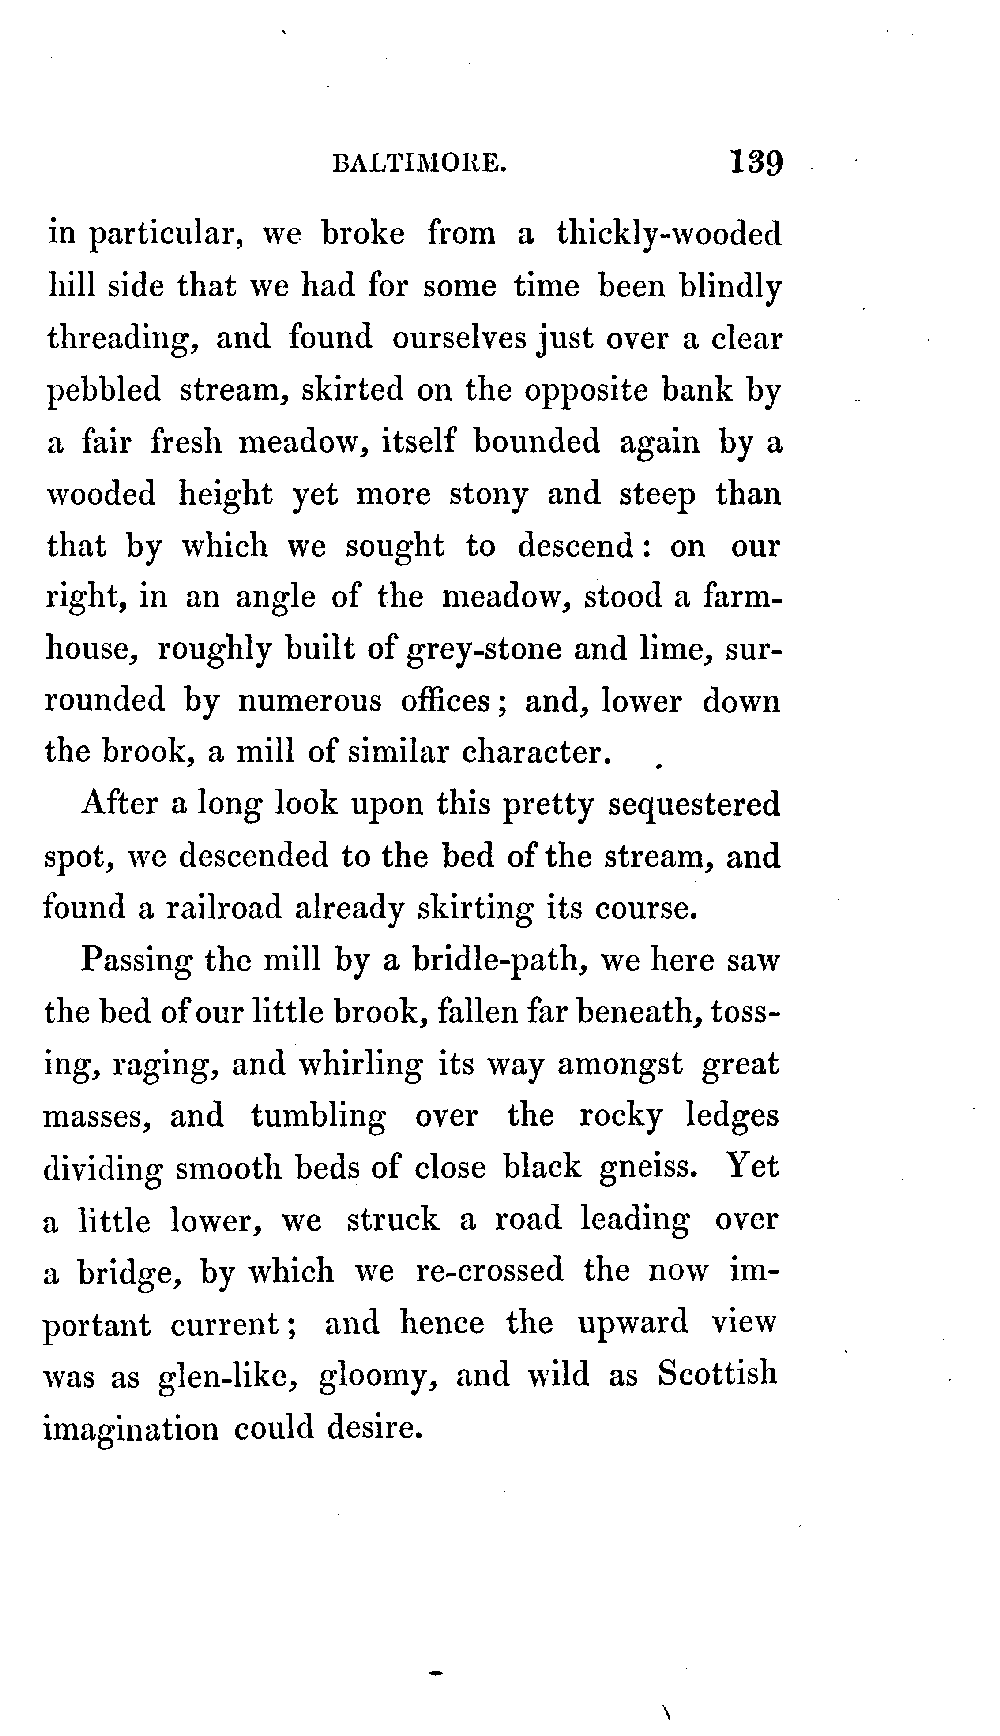 BALTIMORE. 139
in particular, we broke from a thickly-wooded
hill side that we had for some time been blindly
threading, and found ourselves just over a clear
pebbled stream, skirted on the opposite bank by
a fair fresh meadow, itself bounded again by a
wooded height yet more stony and steep than
that by which we sought to descend: on our
right, in an angle of the meadow, stood a farm-
house, roughly built of grey-stone and lime, sur-
rounded by numerous offices; and, lower down
the brook, a mill of similar character.
After a long look upon this pretty sequestered
spot, we descended to the bed of the stream, and
found a railroad already skirting its course.
Passing the mill by a bridle-path, we here saw
the bed of our little brook, fallen far beneath, toss-
ing, raging, and whirling its way amongst great
masses, and tumbling over the rocky ledges
dividing smooth beds of close black gneiss. Yet
a little lower, we struck a road leading over
a bridge, by which we re-crossed the now im-
portant current; and hence the upward view
was as glen-like, gloomy, and wild as Scottish
imagination could desire.